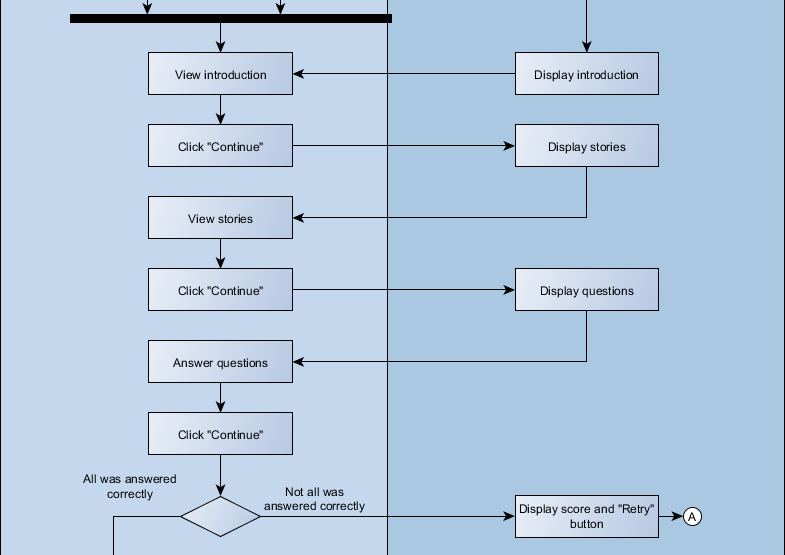 View introduction
Display introduction
Click "Continue"
Display stories
View stories
Click "Continue"
Display questions
Answer questions
Click "Continue"
All was answered
correctly
Not all was
answered correctly
Display score and "Retry"
button
A